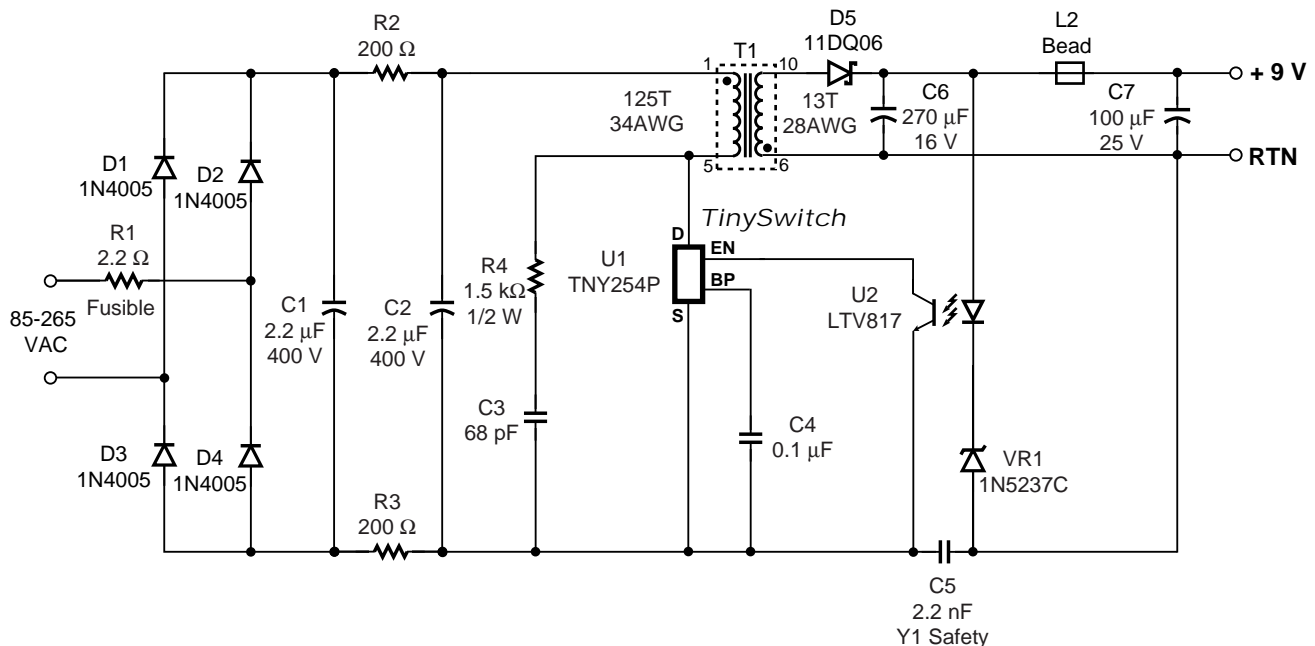 R2
200 Ω
D5
11DQ06
L2
Bead
T1
1
10
+ 9 V
125T
34AWG
13T
28AWG
C6
270 µF
16 V
C7
100 µF
25 V
5
6
RTN
D1
1N4005
D2
1N4005
TinySwitch
R1
2.2 Ω
Fusible
85-265
VAC
C1
2.2 µF
400 V
C2
2.2 µF
400 V
R4
1.5 kΩ
1/2 W
U1
TNY254P
D
EN
BP
S
U2
LTV817
C3
68 pF
C4
0.1 µF
D3
1N4005
D4
1N4005
VR1
1N5237C
R3
200 Ω
C5
2.2 nF
Y1 Safety